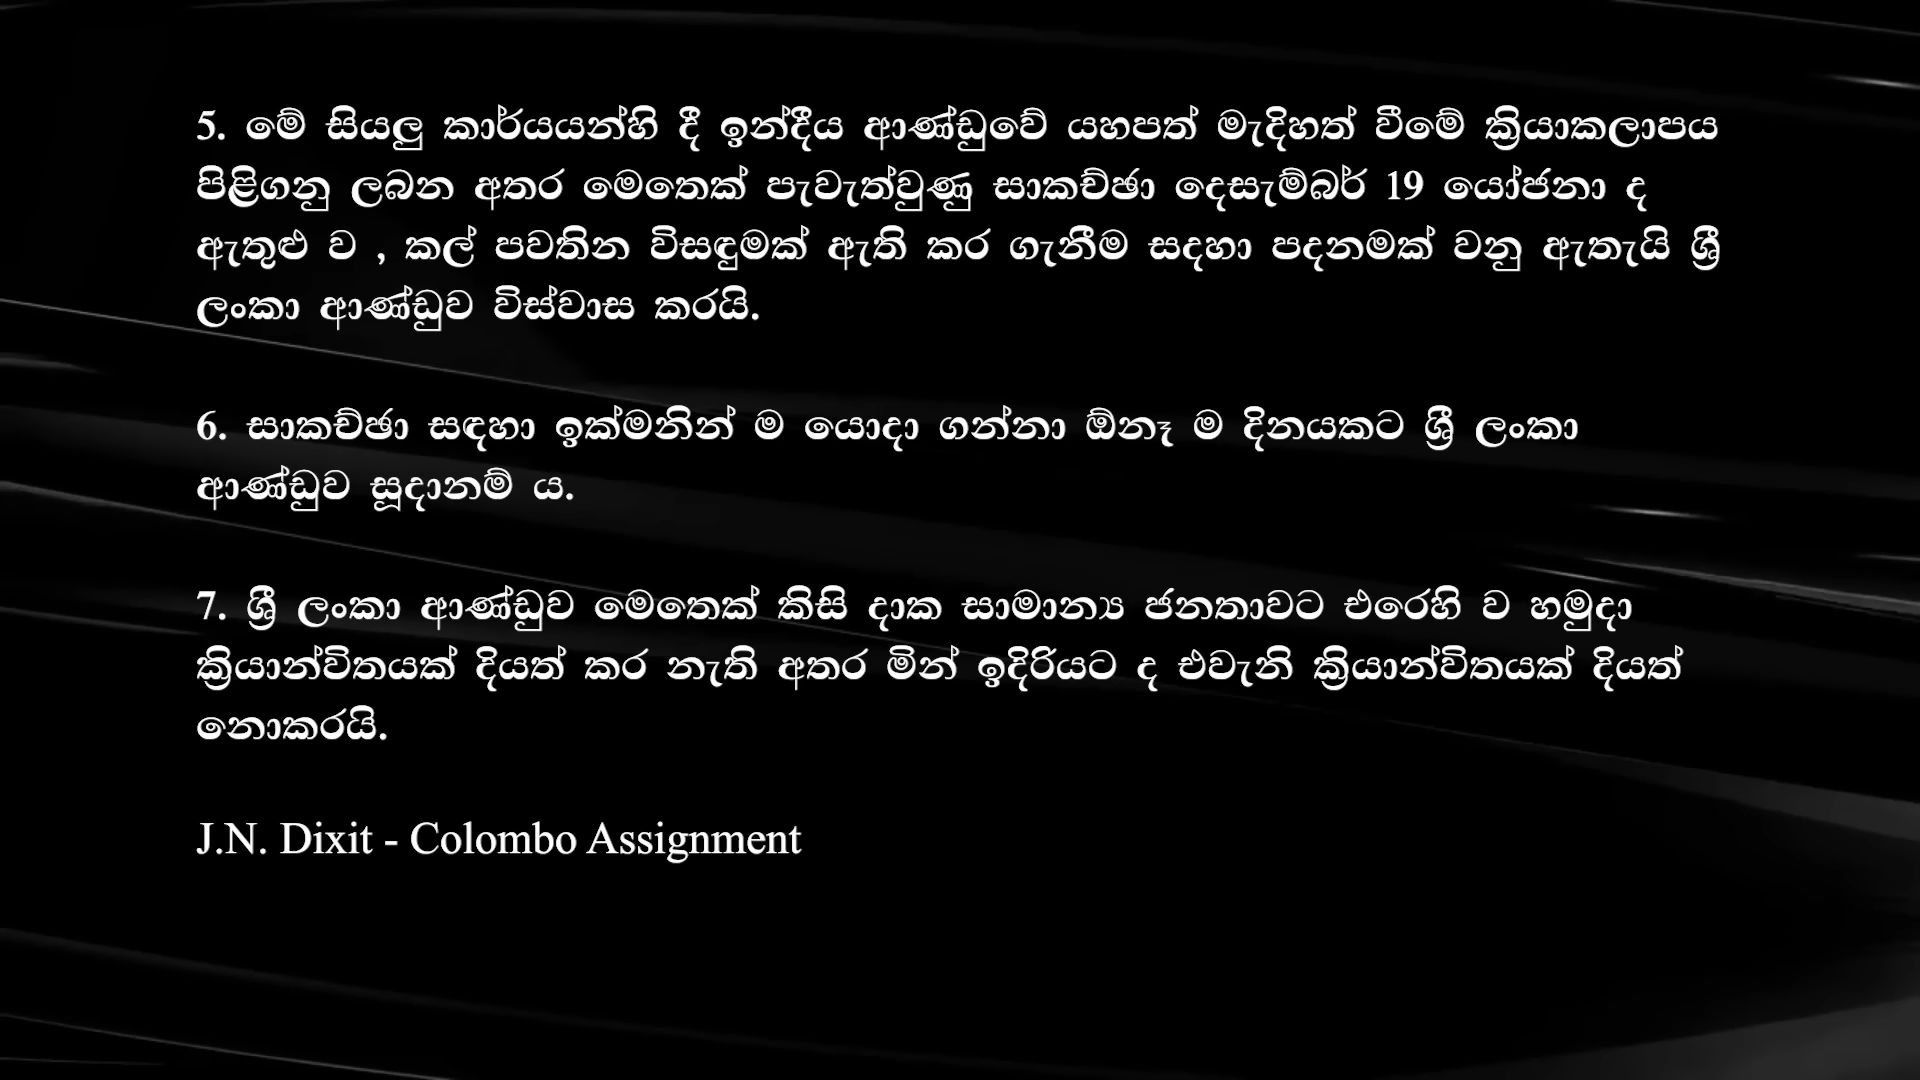 5. මේ සියලු කාර්යයන්හි දී ඉන්දීය ආණ්ඩුවේ යහපත් මැදිහත් වීමේ ක්‍රියාකලාපය
පිළිගනු ලබන අතර මෙතෙක් පැවැත්වුණු සාකච්ඡා දෙසැම්බර් 19 යෝජනා ද
ඇතුළු ව , කල් පවතින විසඳුමක් ඇති කර ගැනීම සදහා පදනමක් වනු ඇතැයි ශ්‍රී
ලංකා ආණ්ඩුව විස්වාස කරයි.
6. සාකච්ඡා සඳහා ඉක්මනින් ම යොදා ගන්නා ඕනෑ ම දිනයකට ශ්‍රී ලංකා
ආණ්ඩුව සූදානම් ය.
7. ශ්‍රී ලංකා ආණ්ඩුව මෙතෙක් කිසි දාක සාමාන්‍ය ජනතාවට එරෙහි ව හමුදා
ක්‍රියාන්විතයක් දියත් කර නැති අතර මින් ඉදිරියට ද එවැනි ක්‍රියාන්විතයක් දියත්
නොකරයි.
J.N. Dixit - Colombo Assignment